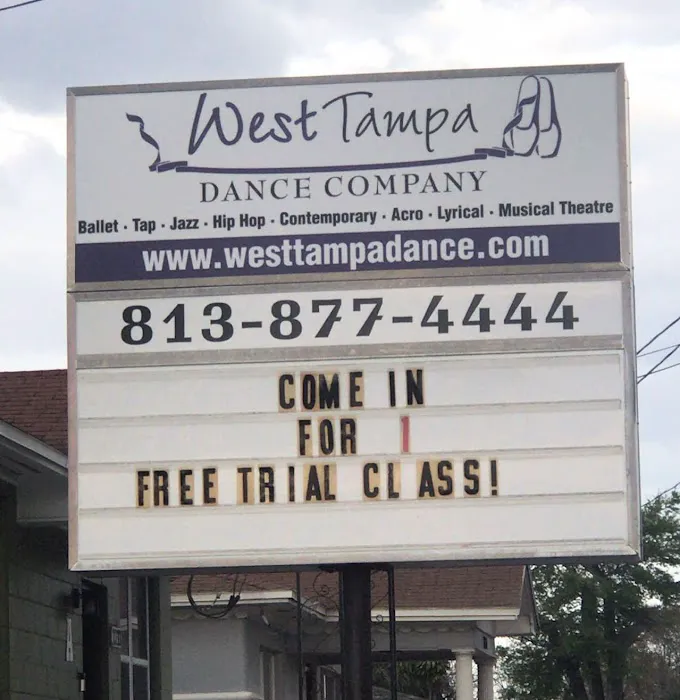 West Tampa
DANCE COMPANY
Ballet · Tap · Jazz · Hip Hop · Contemporary · Acro · Lyrical · Musical Theatre
www.westtampadance.com
813-877-4444
COME IN
FOR 1
FREE TRIAL CLASS!
A